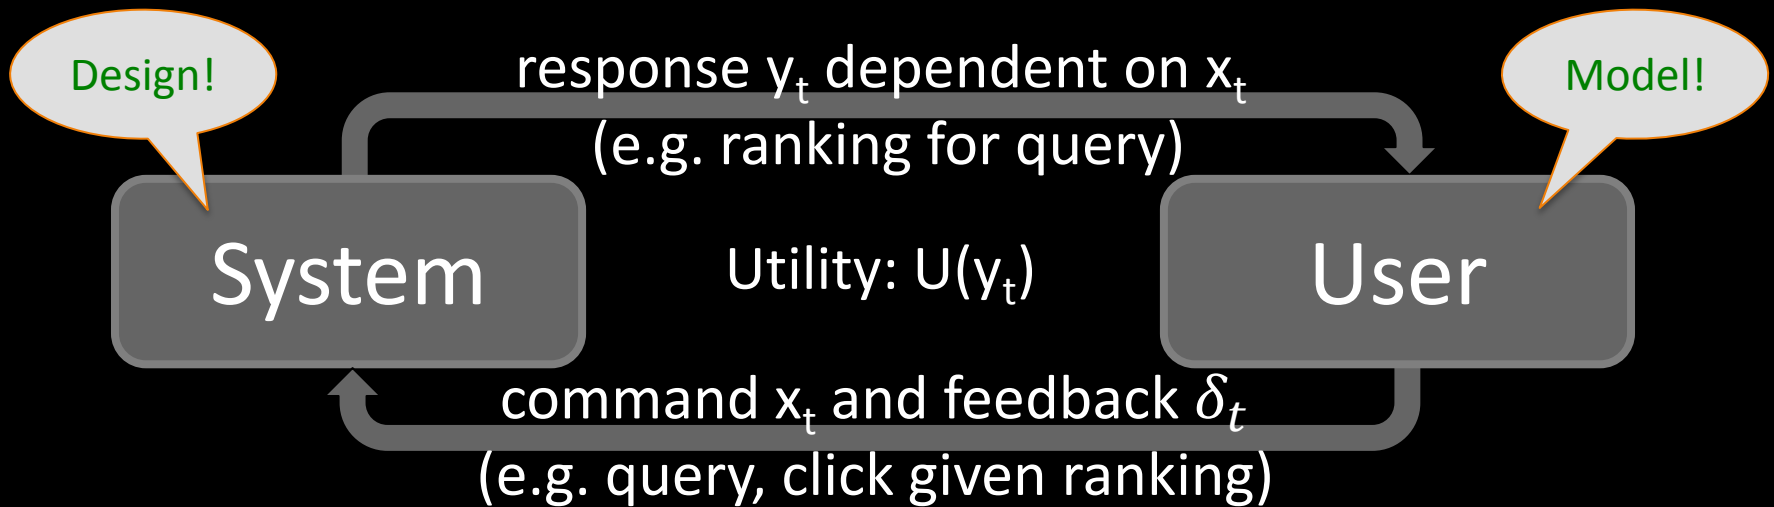 Design!
response yₜ dependent on xₜ
Model!
(e.g. ranking for query)
System
Utility: U(yₜ)
User
command xₜ and feedback δₜ
(e.g. query, click given ranking)